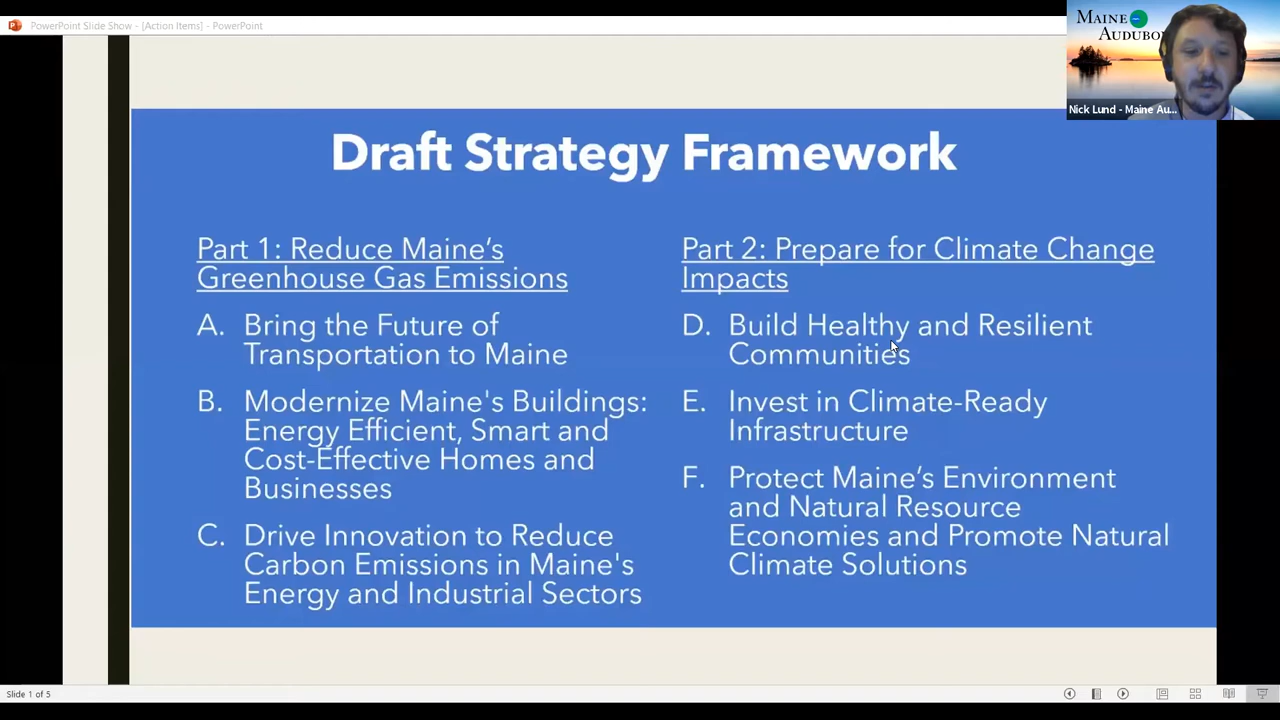 PowerPoint Slide Show - [Action Items] - PowerPoint
MAINE
AUDUBO
Nick Lund - Maine Au...
Draft Strategy Framework
Part 1: Reduce Maine’s
Greenhouse Gas Emissions
A. Bring the Future of
Transportation to Maine
B. Modernize Maine's Buildings:
Energy Efficient, Smart and
Cost-Effective Homes and
Businesses
C. Drive Innovation to Reduce
Carbon Emissions in Maine's
Energy and Industrial Sectors
Part 2: Prepare for Climate Change
Impacts
D. Build Healthy and Resilient
Communities
E. Invest in Climate-Ready
Infrastructure
F. Protect Maine’s Environment
and Natural Resource
Economies and Promote Natural
Climate Solutions
Slide 1 of 5